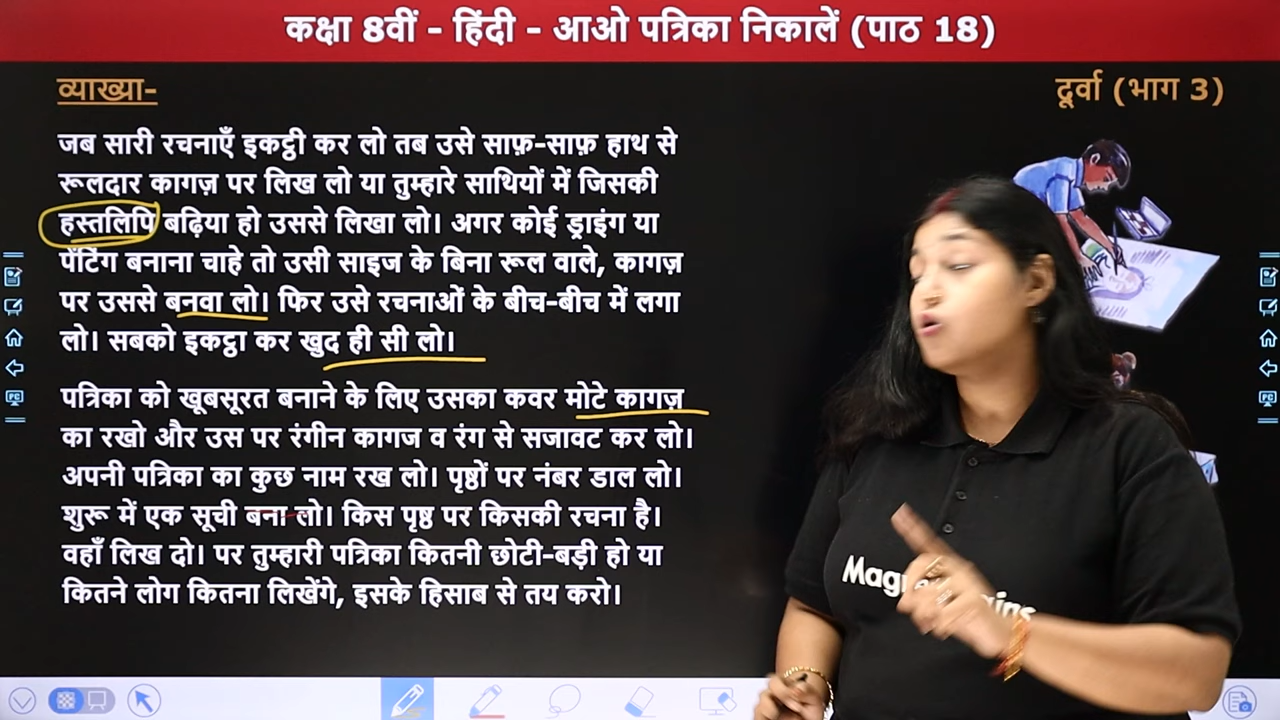 कक्षा 8वीं - हिंदी - आओ पत्रिका निकालें (पाठ 18)
व्याख्या-
दूर्वा (भाग 3)
जब सारी रचनाएँ इकट्ठी कर लो तब उसे साफ़-साफ़ हाथ से
रूलदार कागज़ पर लिख लो या तुम्हारे साथियों में जिसकी
हस्तलिपि बढ़िया हो उससे लिखा लो। अगर कोई ड्राइंग या
पेंटिंग बनाना चाहे तो उसी साइज के बिना रूल वाले, कागज़
पर उससे बनवा लो। फिर उसे रचनाओं के बीच-बीच में लगा
लो। सबको इकट्ठा कर खुद ही सी लो।
पत्रिका को खूबसूरत बनाने के लिए उसका कवर मोटे कागज़
का रखो और उस पर रंगीन कागज व रंग से सजावट कर लो।
अपनी पत्रिका का कुछ नाम रख लो। पृष्ठों पर नंबर डाल लो।
शुरू में एक सूची बना लो। किस पृष्ठ पर किसकी रचना है।
वहाँ लिख दो। पर तुम्हारी पत्रिका कितनी छोटी-बड़ी हो या
कितने लोग कितना लिखेंगे, इसके हिसाब से तय करो।
PC
PC